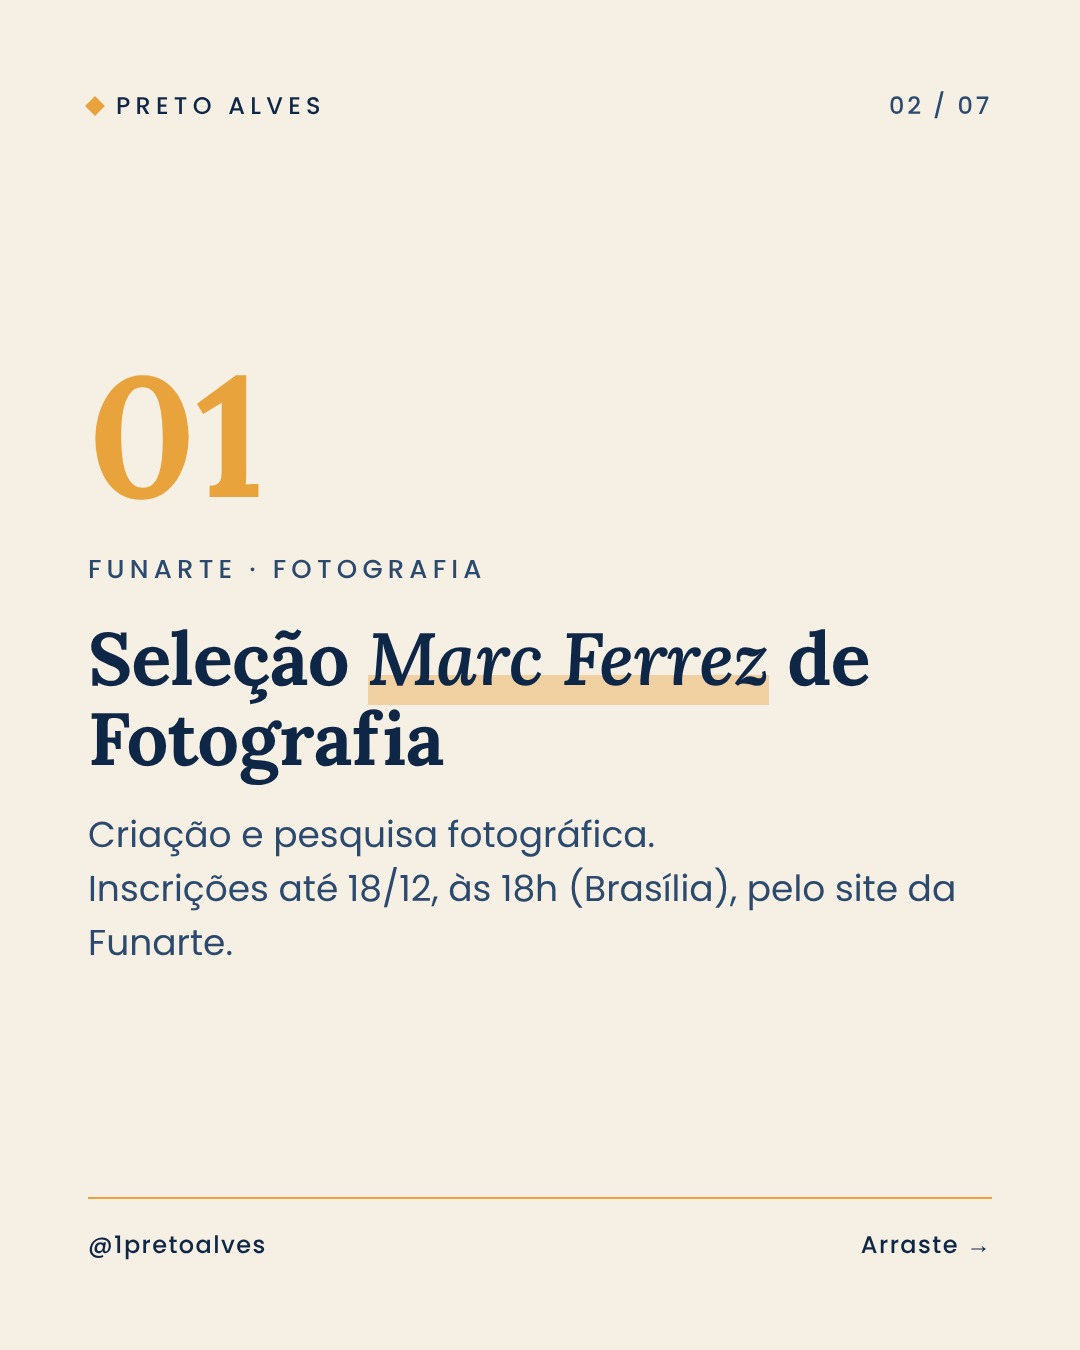 PRETO ALVES
02 / 07
01
FUNARTE · FOTOGRAFIA
Seleção Marc Ferrez de
Fotografia
Criação e pesquisa fotográfica.
Inscrições até 18/12, às 18h (Brasília), pelo site da
Funarte.
@1pretoalves
Arraste →